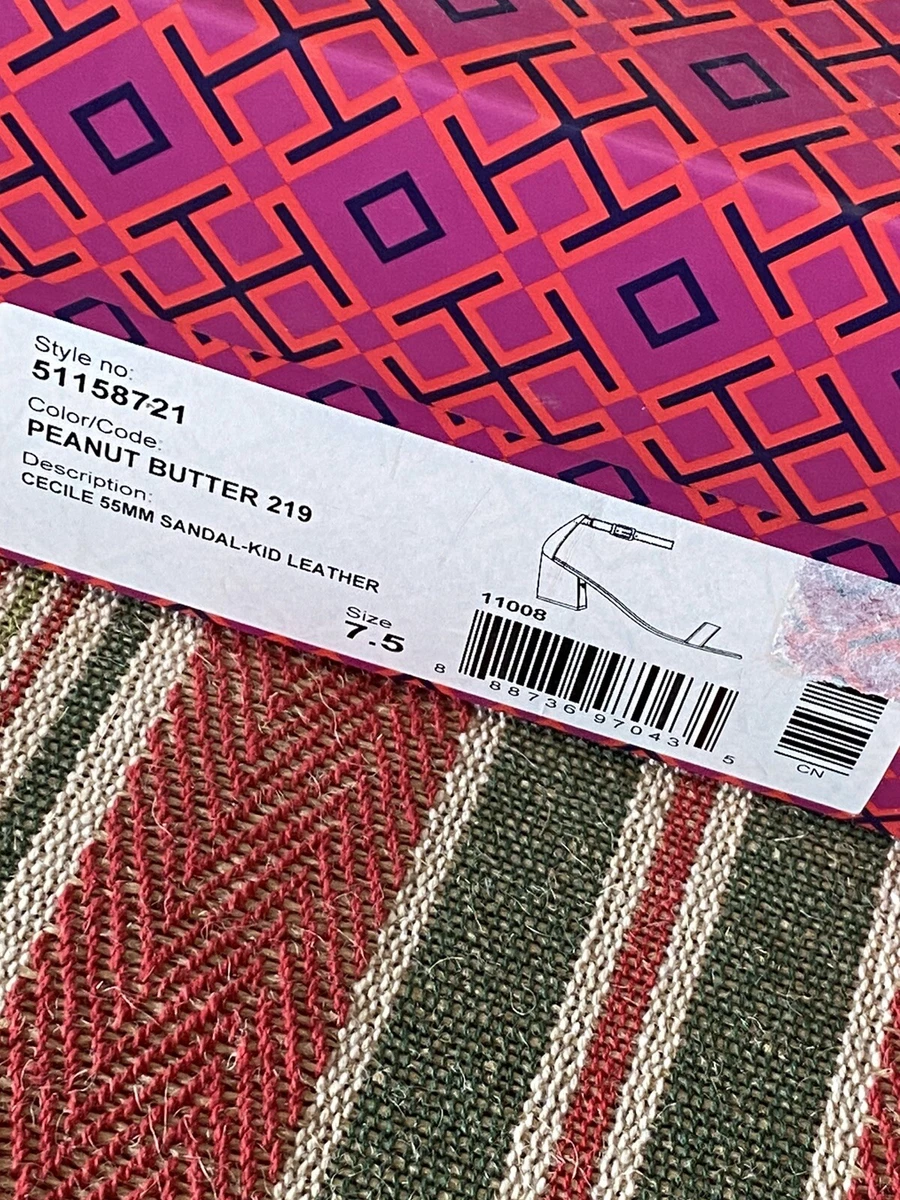 Style no:
51158721
Color/Code:
PEANUT BUTTER 219
Description:
CECILE 55MM SANDAL-KID LEATHER
Size
7.5
11008
8 88736 97043 5
CN